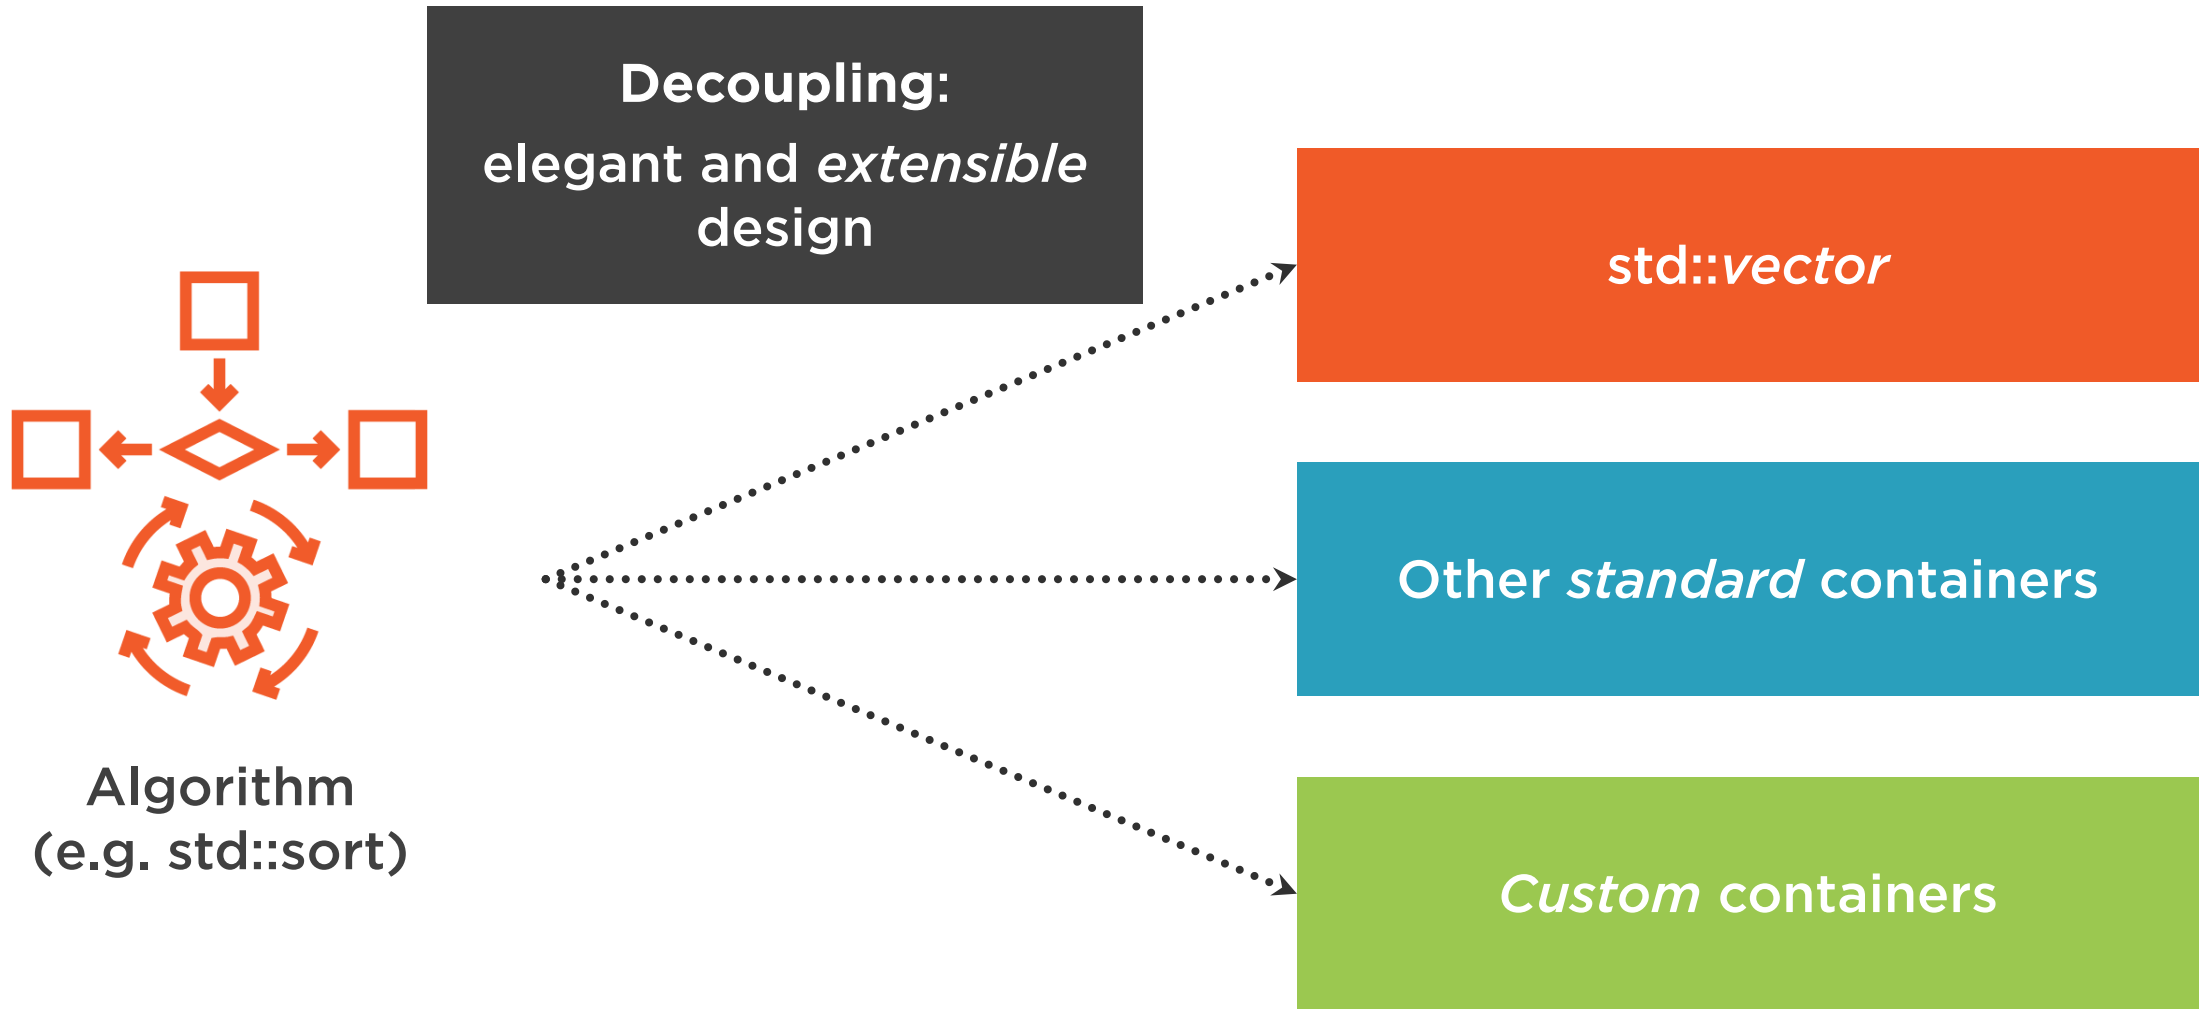 Decoupling:
elegant and extensible
design
std::vector
Other standard containers
Custom containers
Algorithm
(e.g. std::sort)